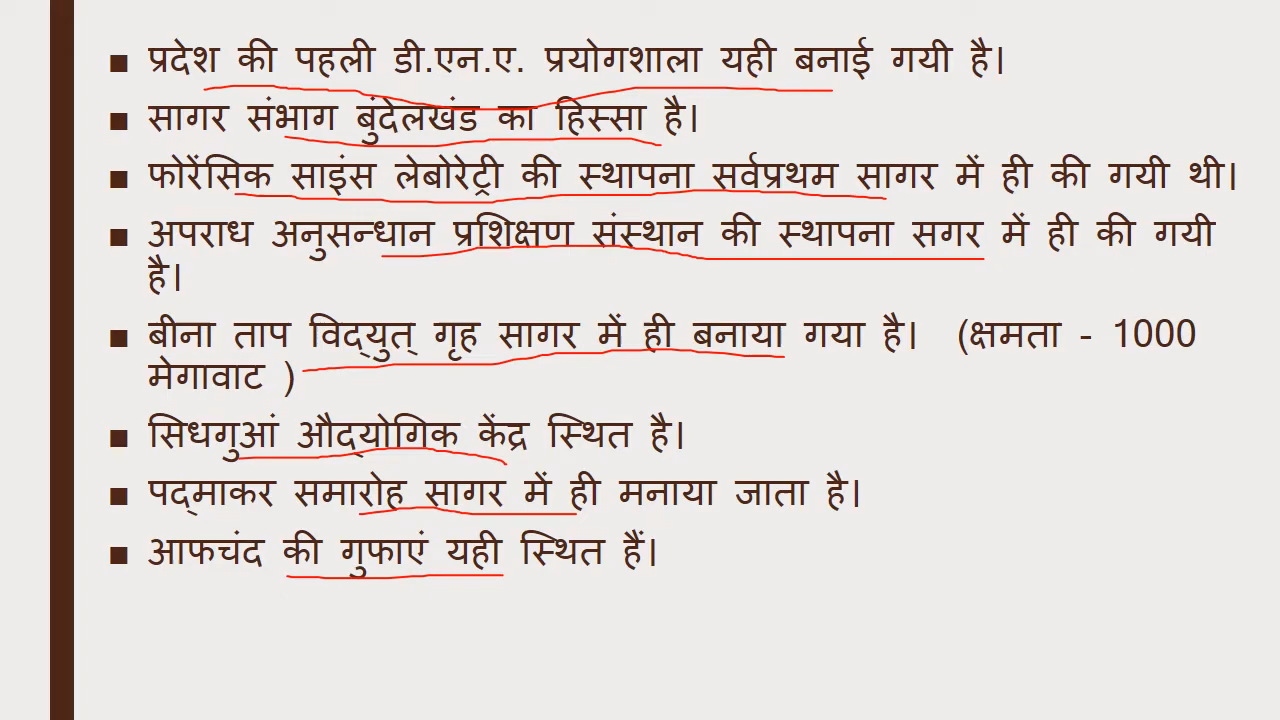 ■ प्रदेश की पहली डी.एन.ए. प्रयोगशाला यही बनाई गयी है।
■ सागर संभाग बुंदेलखंड का हिस्सा है।
■ फोरेंसिक साइंस लेबोरेट्री की स्थापना सर्वप्रथम सागर में ही की गयी थी।
■ अपराध अनुसन्धान प्रशिक्षण संस्थान की स्थापना सगर में ही की गयी
है।
■ बीना ताप विद्युत् गृह सागर में ही बनाया गया है। (क्षमता - 1000
मेगावाट )
■ सिधगुआं औद्योगिक केंद्र स्थित है।
■ पद्माकर समारोह सागर में ही मनाया जाता है।
■ आफचंद की गुफाएं यही स्थित हैं।